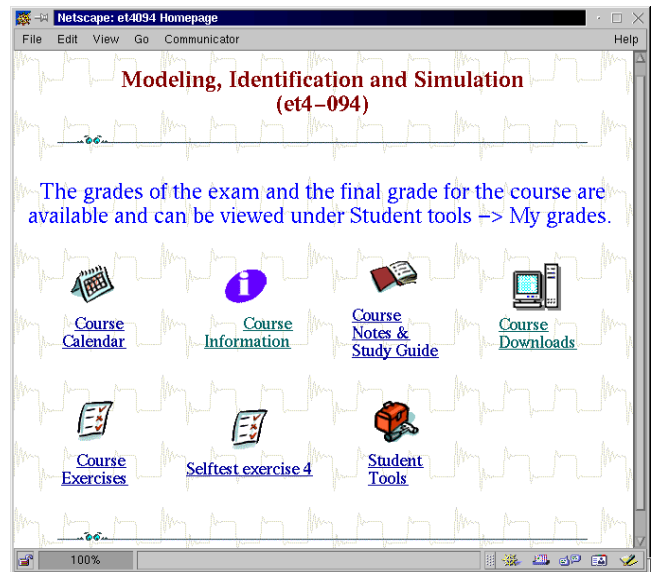 Netscape: et4094 Homepage
File Edit View Go Communicator Help
Modeling, Identification and Simulation
(et4-094)
The grades of the exam and the final grade for the course are
available and can be viewed under Student tools -> My grades.
Course
Calendar
Course
Information
Course
Notes &
Study Guide
Course
Downloads
Course
Exercises
Selftest exercise 4
Student
Tools
100%